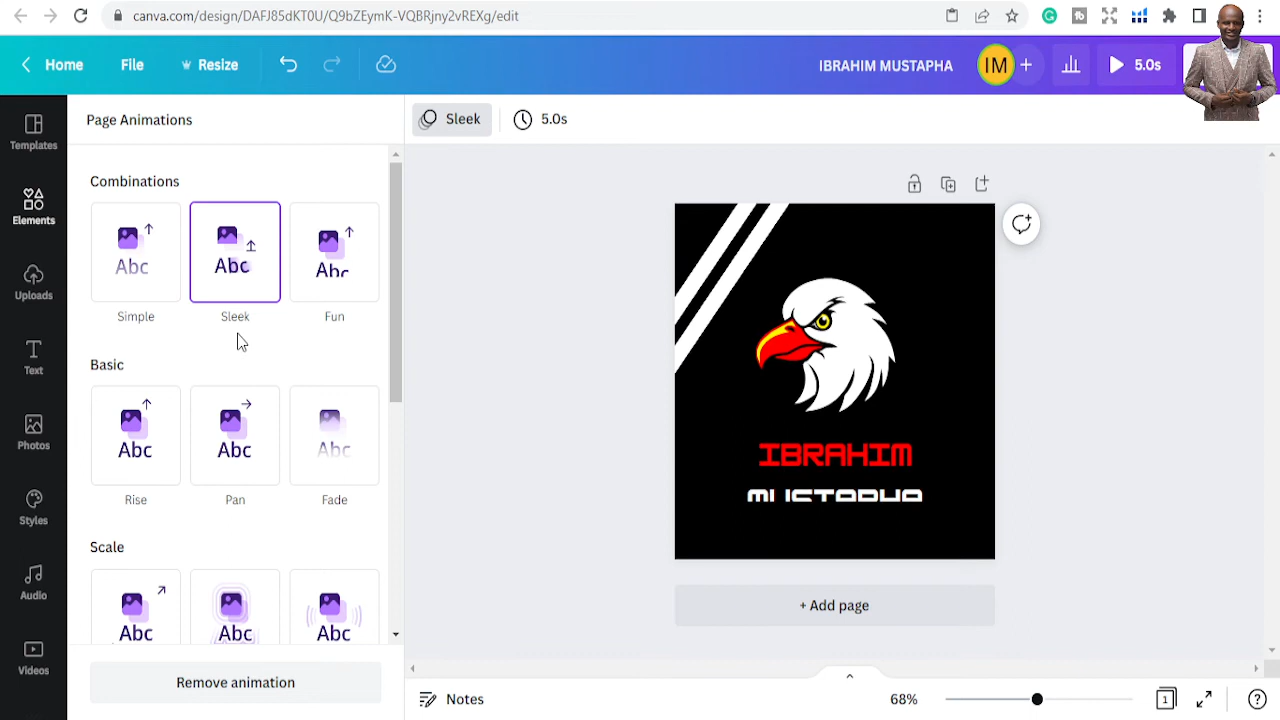 canva.com/design/DAFJ85dKT0U/Q9bZEymK-VQBRjny2vREXg/edit
Home File Resize IBRAHIM MUSTAPHA IM + 5.0s
Page Animations Sleek 5.0s
Templates
Elements
Uploads
Text
Photos
Styles
Audio
Videos
Combinations
Abc Abc Abc
Simple Sleek Fun
Basic
Abc Abc Abc
Rise Pan Fade
Scale
Abc Abc Abc
Remove animation
IBRAHIM
+ Add page
Notes 68% 1 ?